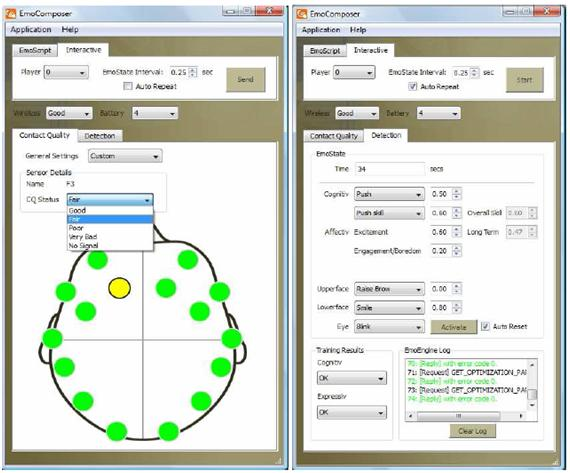 EmoComposer
Application Help
EmoScript Interactive
Player 0 EmoState Interval: 0.25 sec
Auto Repeat
Send
Wireless Good Battery 4
Contact Quality Detection
General Settings Custom
Sensor Details
Name F3
CQ Status Fair
Good
Fair
Poor
Very Bad
No Signal
EmoComposer
Application Help
EmoScript Interactive
Player 0 EmoState Interval: 0.25 sec
Auto Repeat
Start
Wireless Good Battery 4
Contact Quality Detection
EmoState
Time 34 secs
Cognitiv Push 0.50
Push skill 0.60 Overall Skill 0.60
Affectiv Excitement 0.60 Long Term 0.47
Engagement/Boredom 0.20
Upperface Raise Brow 0.00
Lowerface Smile 0.80
Eye Blink Activate Auto Reset
Training Results
Cognitiv
OK
Expressiv
OK
EmoEngine Log
70: [Reply] with error code 0.
71: [Request] GET_OPTIMIZATION_PAR
72: [Reply] with error code 0.
73: [Request] GET_OPTIMIZATION_PAR
74: [Reply] with error code 0.
Clear Log